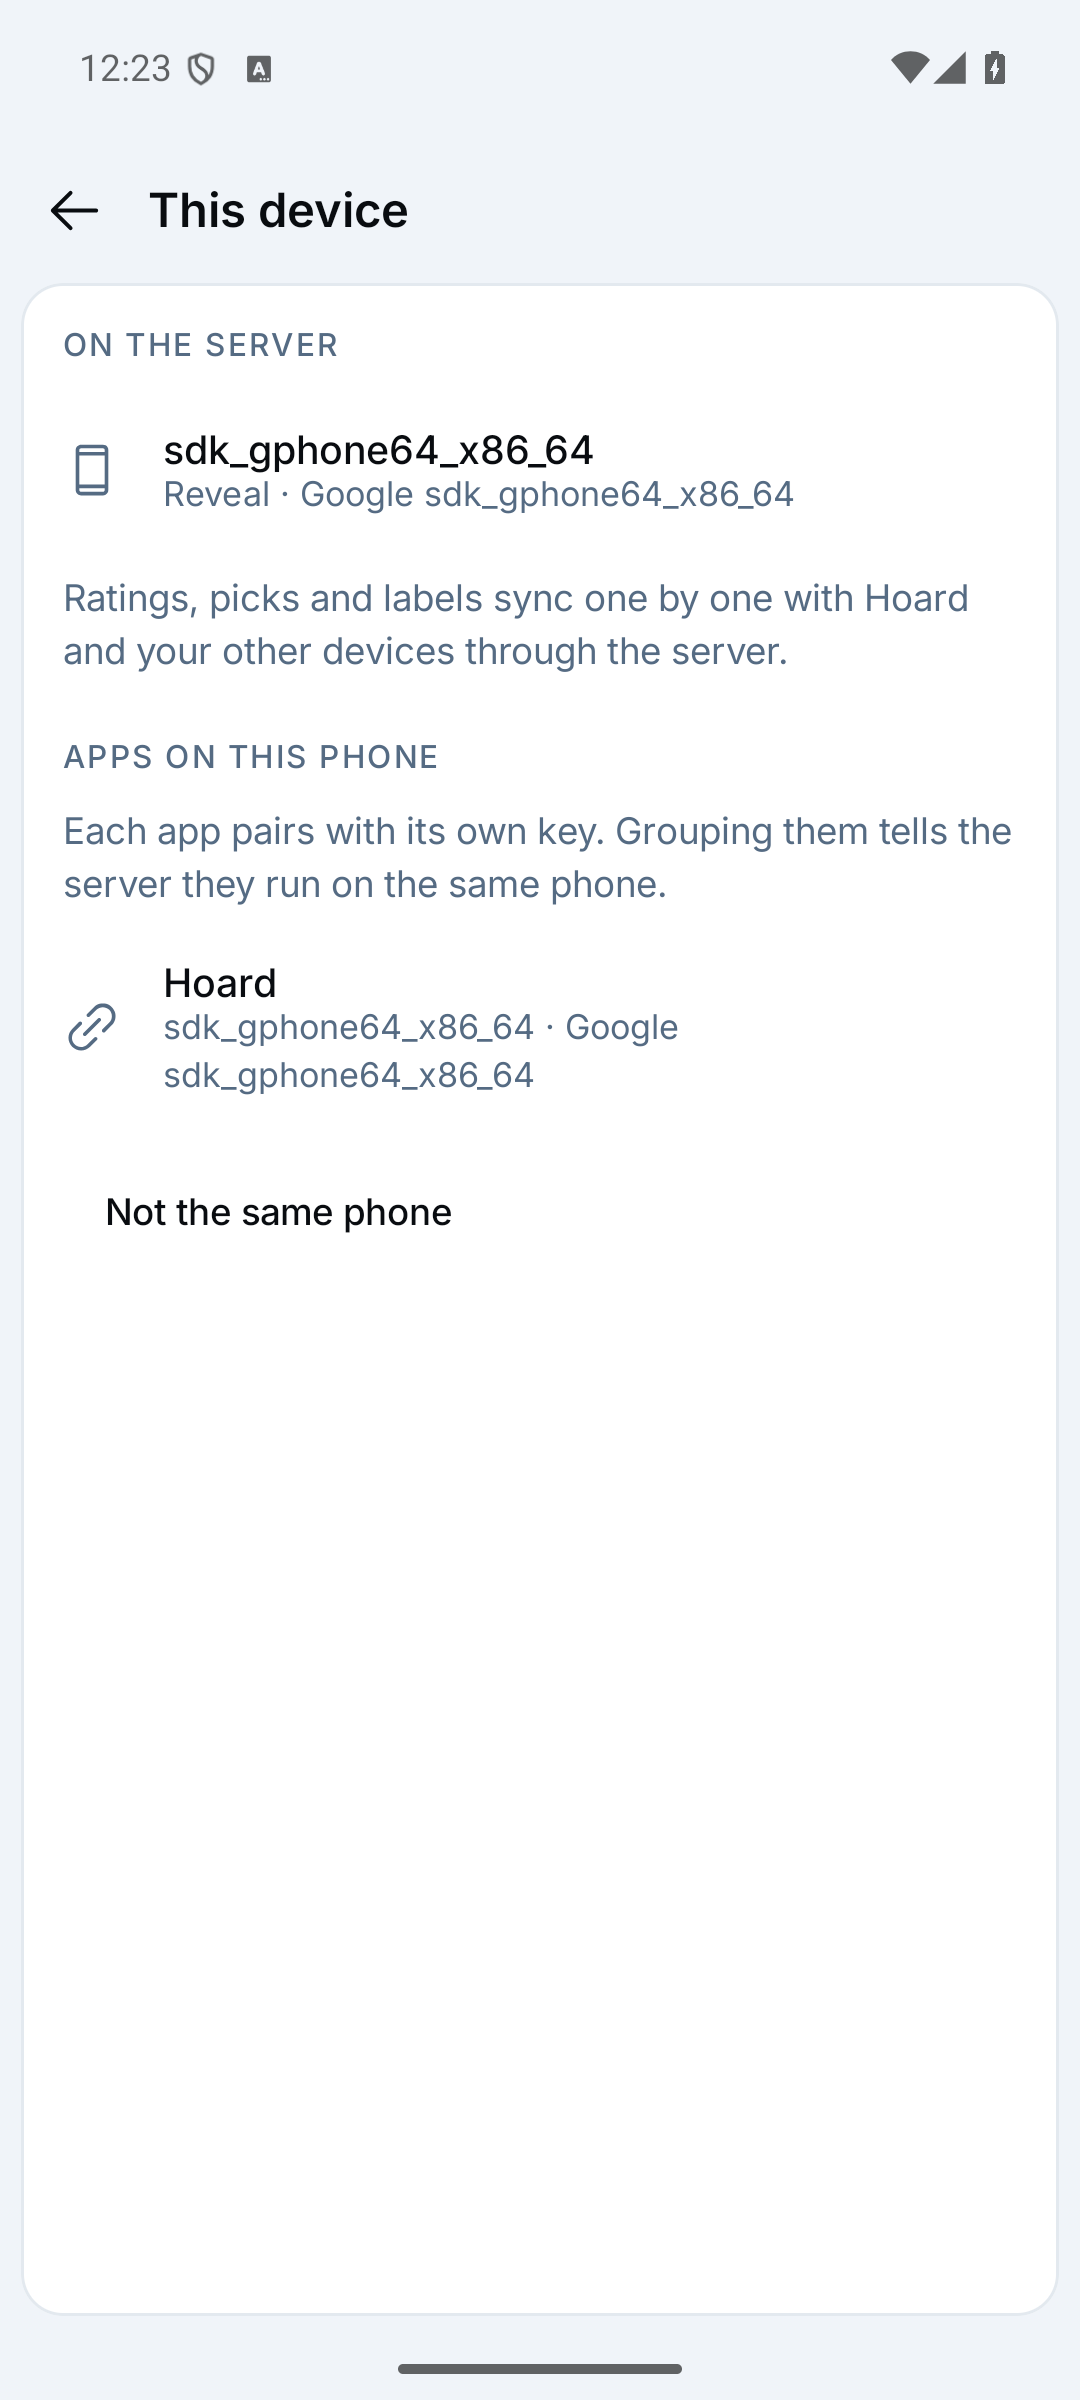 12:23
This device
ON THE SERVER
sdk_gphone64_x86_64
Reveal · Google sdk_gphone64_x86_64
Ratings, picks and labels sync one by one with Hoard
and your other devices through the server.
APPS ON THIS PHONE
Each app pairs with its own key. Grouping them tells the
server they run on the same phone.
Hoard
sdk_gphone64_x86_64 · Google
sdk_gphone64_x86_64
Not the same phone